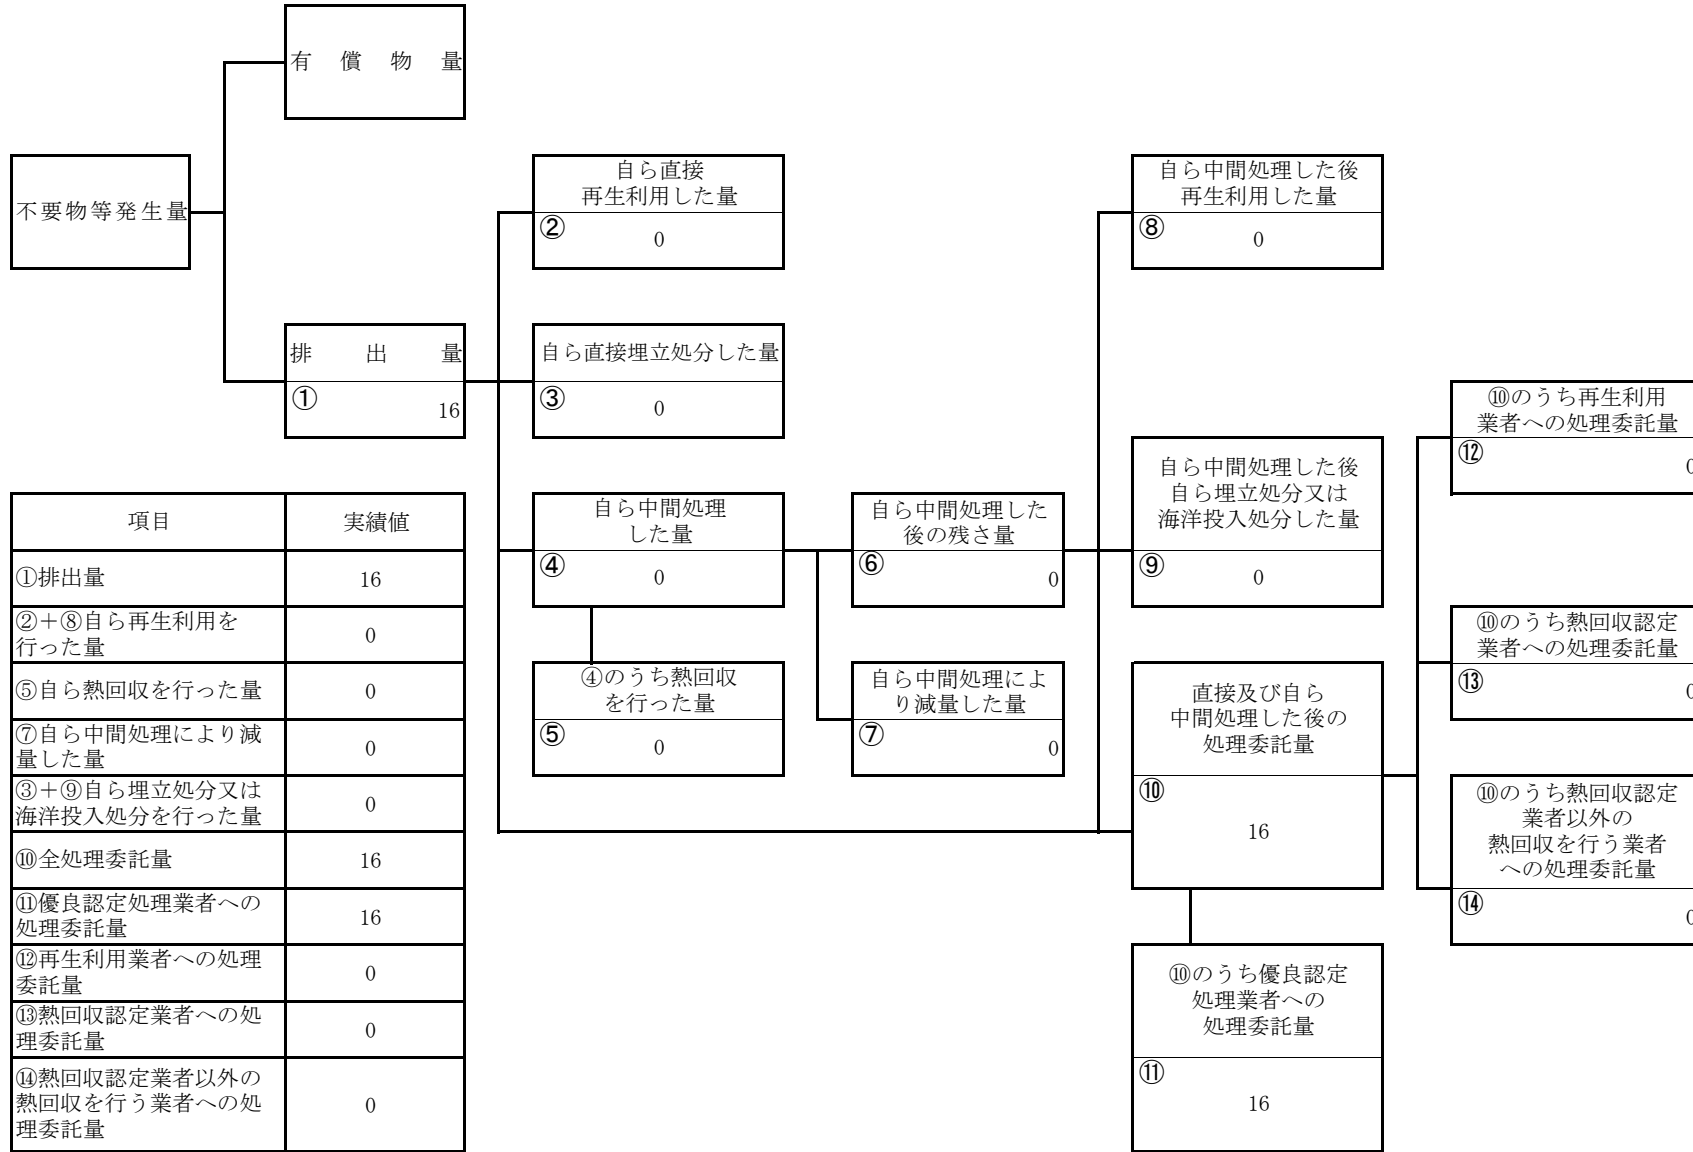 有償物量
不要物等発生量
自ら直接
再生利用した量
②
0
自ら中間処理した後
再生利用した量
⑧
0
排出量
①
16
自ら直接埋立処分した量
③
0
⑩のうち再生利用
業者への処理委託量
⑫
0
自ら中間処理した後
自ら埋立処分又は
海洋投入処分した量
⑨
0
自ら中間処理
した量
④
0
自ら中間処理した
後の残さ量
⑥
0
⑩のうち熱回収認定
業者への処理委託量
⑬
0
④のうち熱回収
を行った量
⑤
0
自ら中間処理によ
り減量した量
⑦
0
直接及び自ら
中間処理した後の
処理委託量
⑩
16
⑩のうち熱回収認定
業者以外の
熱回収を行う業者
への処理委託量
⑭
0
⑩のうち優良認定
処理業者への
処理委託量
⑪
16
項目 実績値
①排出量 16
②+⑧自ら再生利用を
行った量 0
⑤自ら熱回収を行った量 0
⑦自ら中間処理により減
量した量 0
③+⑨自ら埋立処分又は
海洋投入処分を行った量 0
⑩全処理委託量 16
⑪優良認定処理業者への
処理委託量 16
⑫再生利用業者への処理
委託量 0
⑬熱回収認定業者への処
理委託量 0
⑭熱回収認定業者以外の
熱回収を行う業者への処
理委託量 0